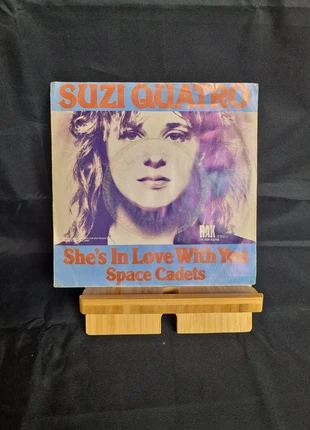 SUZI QUATRO
RAK
She's In Love With You
Space Cadets